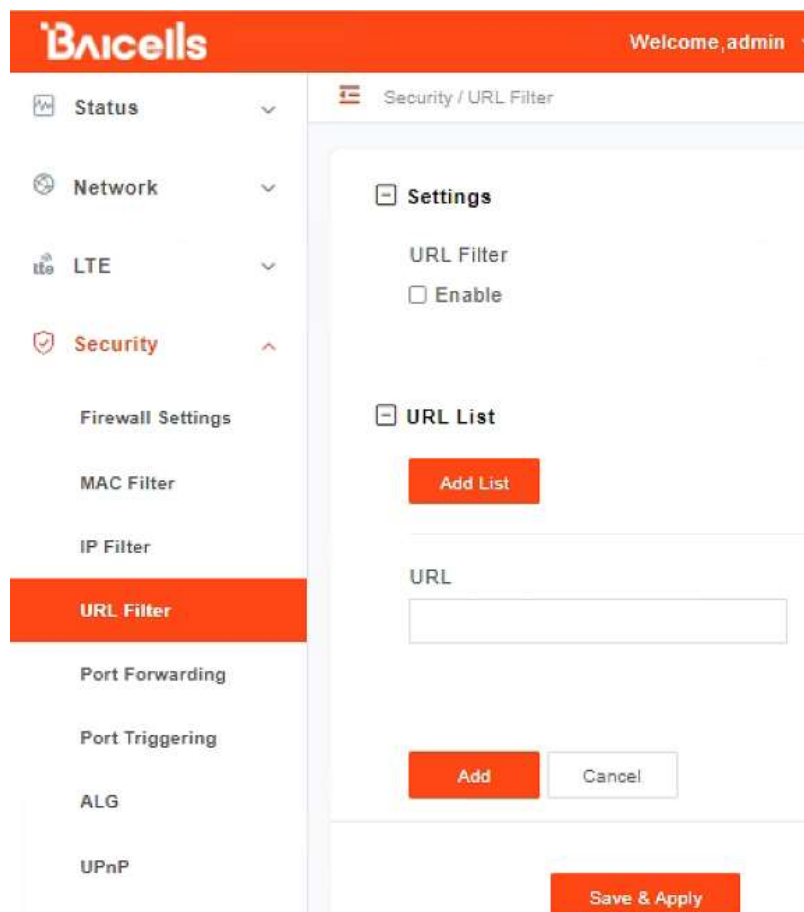 BAICELLS
Welcome,admin
Status
Security / URL Filter
Network
Settings
URL Filter
Enable
lte LTE
Security
Firewall Settings
URL List
MAC Filter
Add List
IP Filter
URL
URL Filter
Port Forwarding
Port Triggering
Add
Cancel
ALG
UPnP
Save & Apply